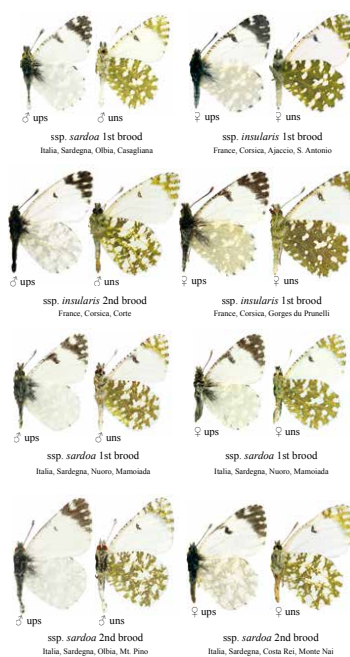 ♂ ups ♂ uns
ssp. sardoa 1st brood
Italia, Sardegna, Olbia, Casagliana
♀ ups ♀ uns
ssp. insularis 1st brood
France, Corsica, Ajaccio, S. Antonio
♂ ups ♂ uns
ssp. insularis 2nd brood
France, Corsica, Corte
♀ ups ♀ uns
ssp. insularis 1st brood
France, Corsica, Gorges du Prunelli
♂ ups ♂ uns
ssp. sardoa 1st brood
Italia, Sardegna, Nuoro, Mamoiada
♀ ups ♀ uns
ssp. sardoa 1st brood
Italia, Sardegna, Nuoro, Mamoiada
♂ ups ♂ uns
ssp. sardoa 2nd brood
Italia, Sardegna, Olbia, Mt. Pino
♀ ups ♀ uns
ssp. sardoa 2nd brood
Italia, Sardegna, Costa Rei, Monte Nai